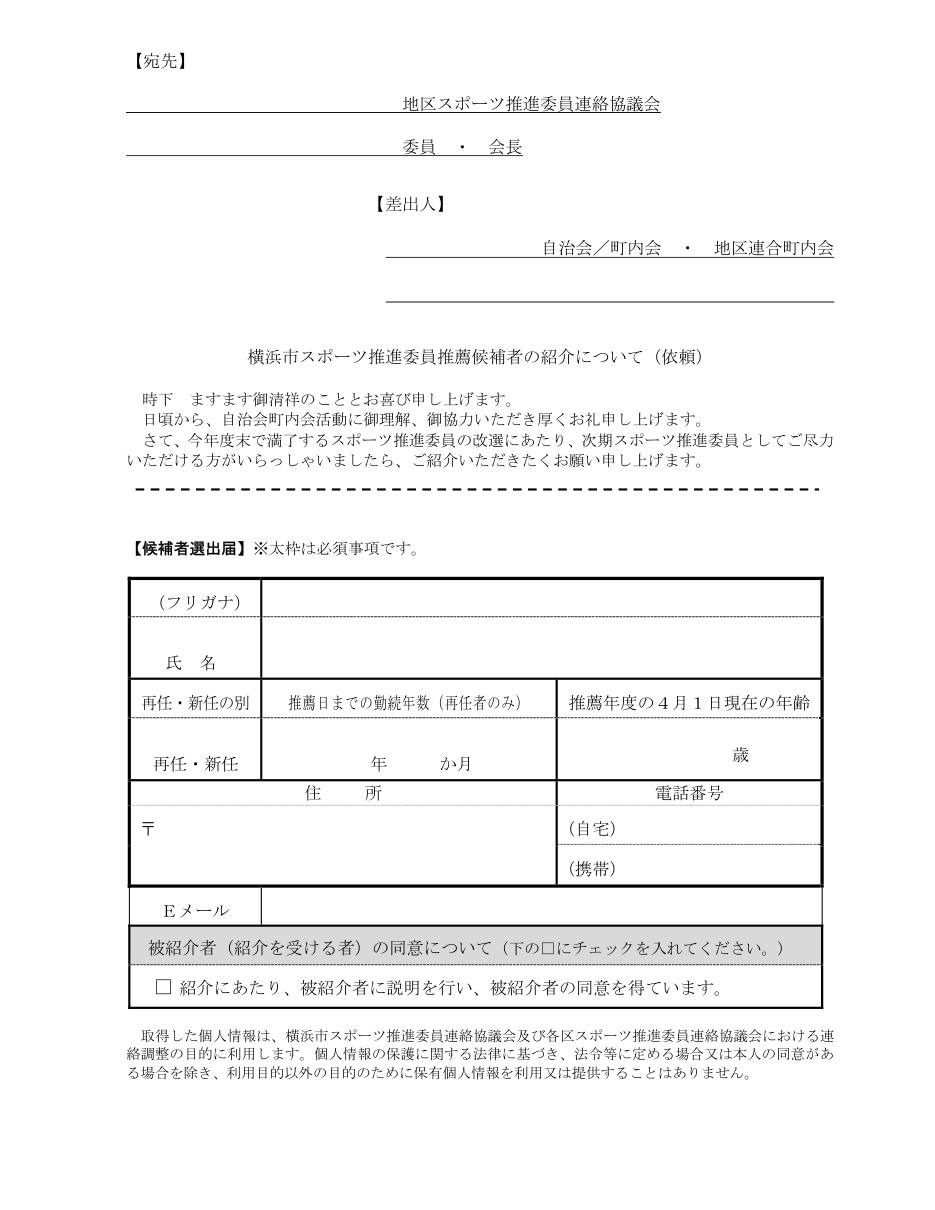 【宛先】
地区スポーツ推進委員連絡協議会
委員　・　会長
【差出人】
自治会／町内会　・　地区連合町内会
横浜市スポーツ推進委員推薦候補者の紹介について（依頼）
時下　ますます御清祥のこととお喜び申し上げます。
日頃から、自治会町内会活動に御理解、御協力いただき厚くお礼申し上げます。
さて、今年度末で満了するスポーツ推進委員の改選にあたり、次期スポーツ推進委員としてご尽力
いただける方がいらっしゃいましたら、ご紹介いただきたくお願い申し上げます。
【候補者選出届】※太枠は必須事項です。
（フリガナ）
氏　名
再任・新任の別　推薦日までの勤続年数（再任者のみ）　推薦年度の４月１日現在の年齢
再任・新任　年　か月　歳
住　所　電話番号
〒　（自宅）
（携帯）
Ｅメール
被紹介者（紹介を受ける者）の同意について（下の□にチェックを入れてください。）
□ 紹介にあたり、被紹介者に説明を行い、被紹介者の同意を得ています。
取得した個人情報は、横浜市スポーツ推進委員連絡協議会及び各区スポーツ推進委員連絡協議会における連
絡調整の目的に利用します。個人情報の保護に関する法律に基づき、法令等に定める場合又は本人の同意があ
る場合を除き、利用目的以外の目的のために保有個人情報を利用又は提供することはありません。